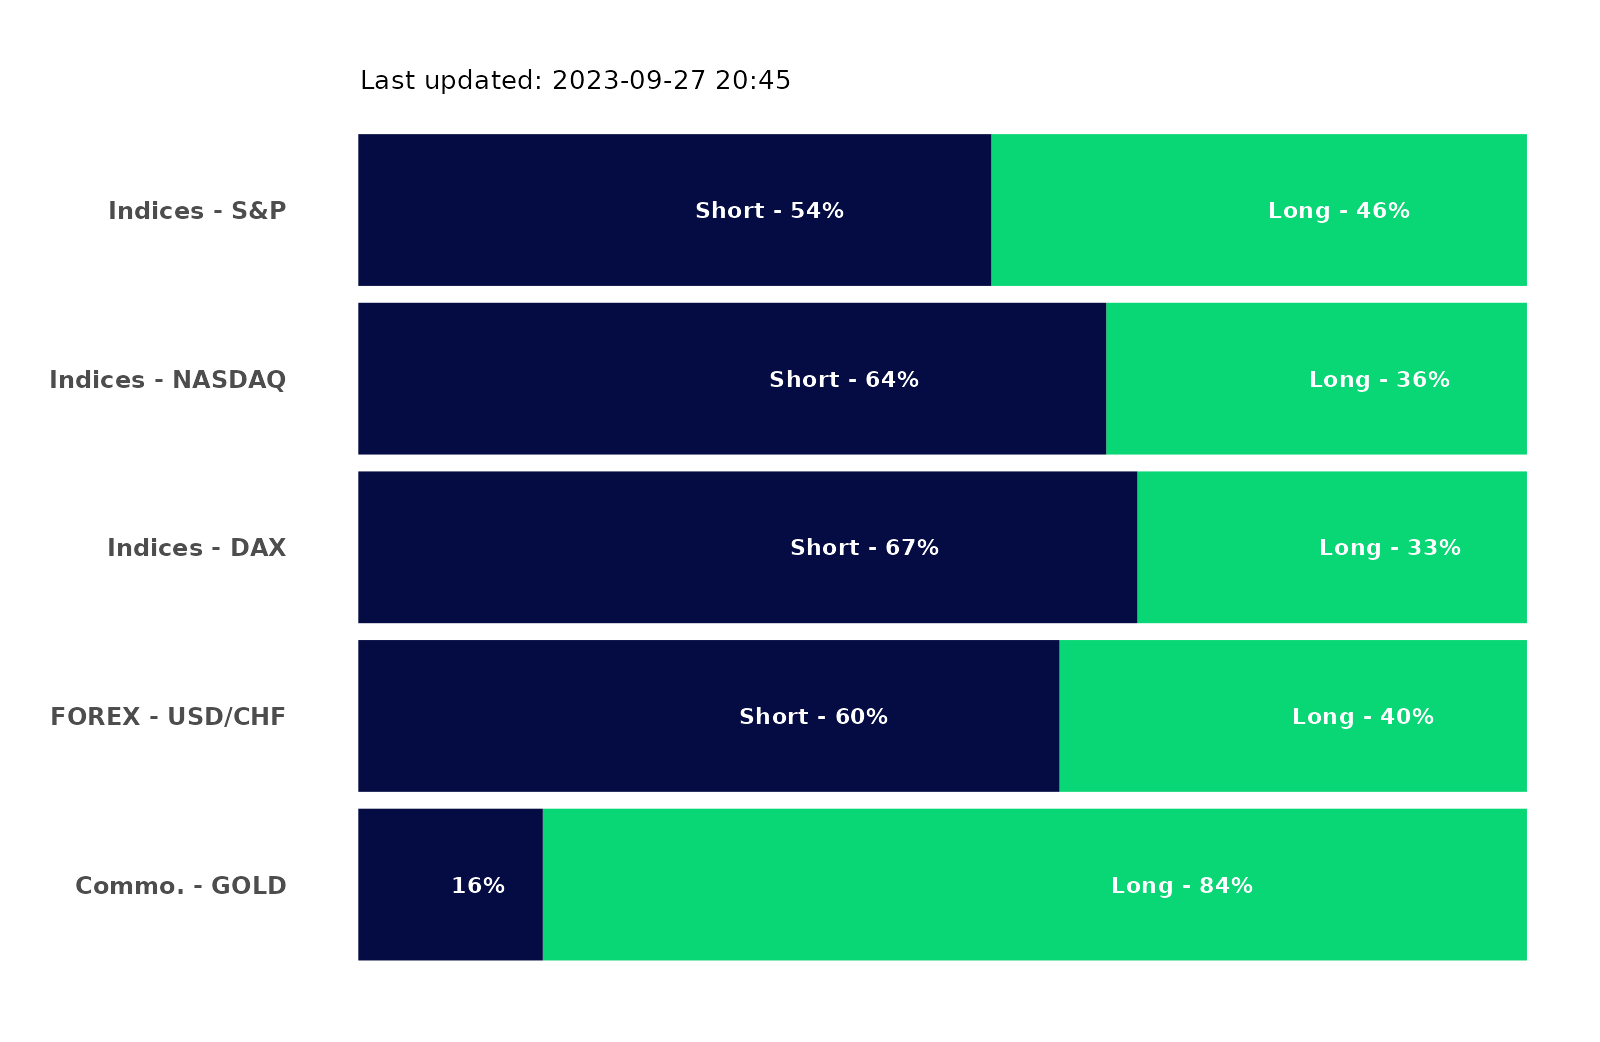 Last updated: 2023-09-27 20:45
Indices - S&P
Short - 54%
Long - 46%
Indices - NASDAQ
Short - 64%
Long - 36%
Indices - DAX
Short - 67%
Long - 33%
FOREX - USD/CHF
Short - 60%
Long - 40%
Commo. - GOLD
16%
Long - 84%